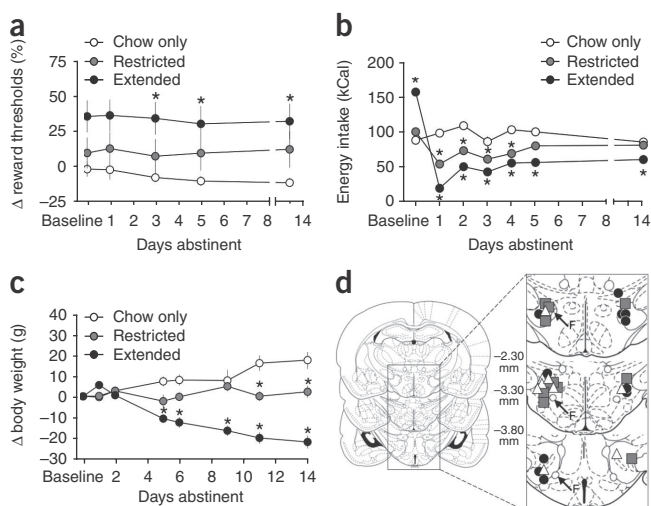 a
Chow only
Restricted
Extended
Δ reward thresholds (%)
75
50
25
0
−25
* * *
Baseline 1 2 3 4 5 6 7 8 14
Days abstinent
b
Chow only
Restricted
Extended
Energy intake (kCal)
200
150
100
50
0
*
* * * *
* * * * * *
Baseline 1 2 3 4 5 6 7 8 14
Days abstinent
c
Chow only
Restricted
Extended
Δ body weight (g)
40
30
20
10
0
−10
−20
−30
* * *
* * * * *
Baseline 2 4 6 8 10 12 14
Days abstinent
d
−2.30
mm
−3.30
mm
−3.80
mm
F
F
F